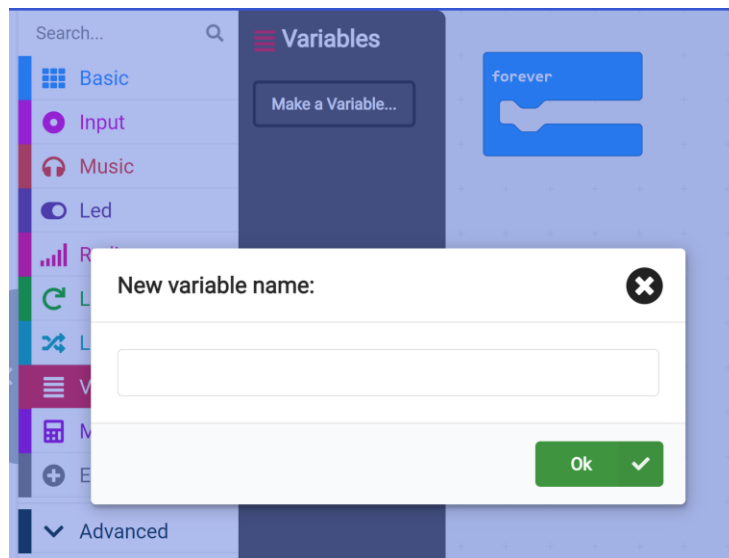 Search...
Variables
Basic
Make a Variable...
forever
Input
Music
Led
R
New variable name:
L
L
V
M
E
Ok
Advanced